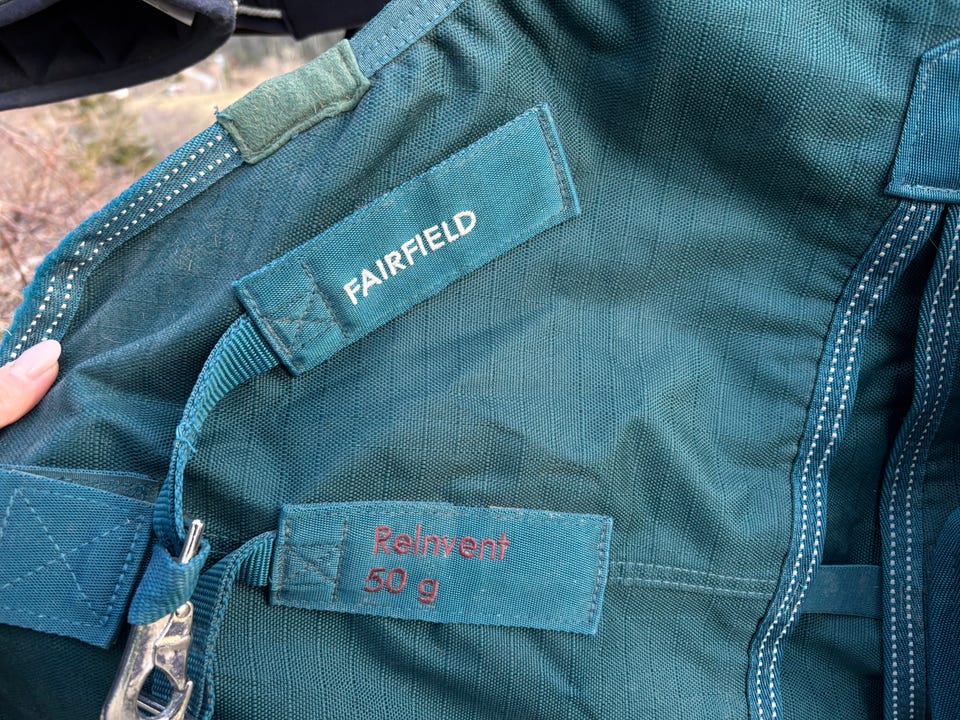 FAIRFIELD
ReInvent
50 g